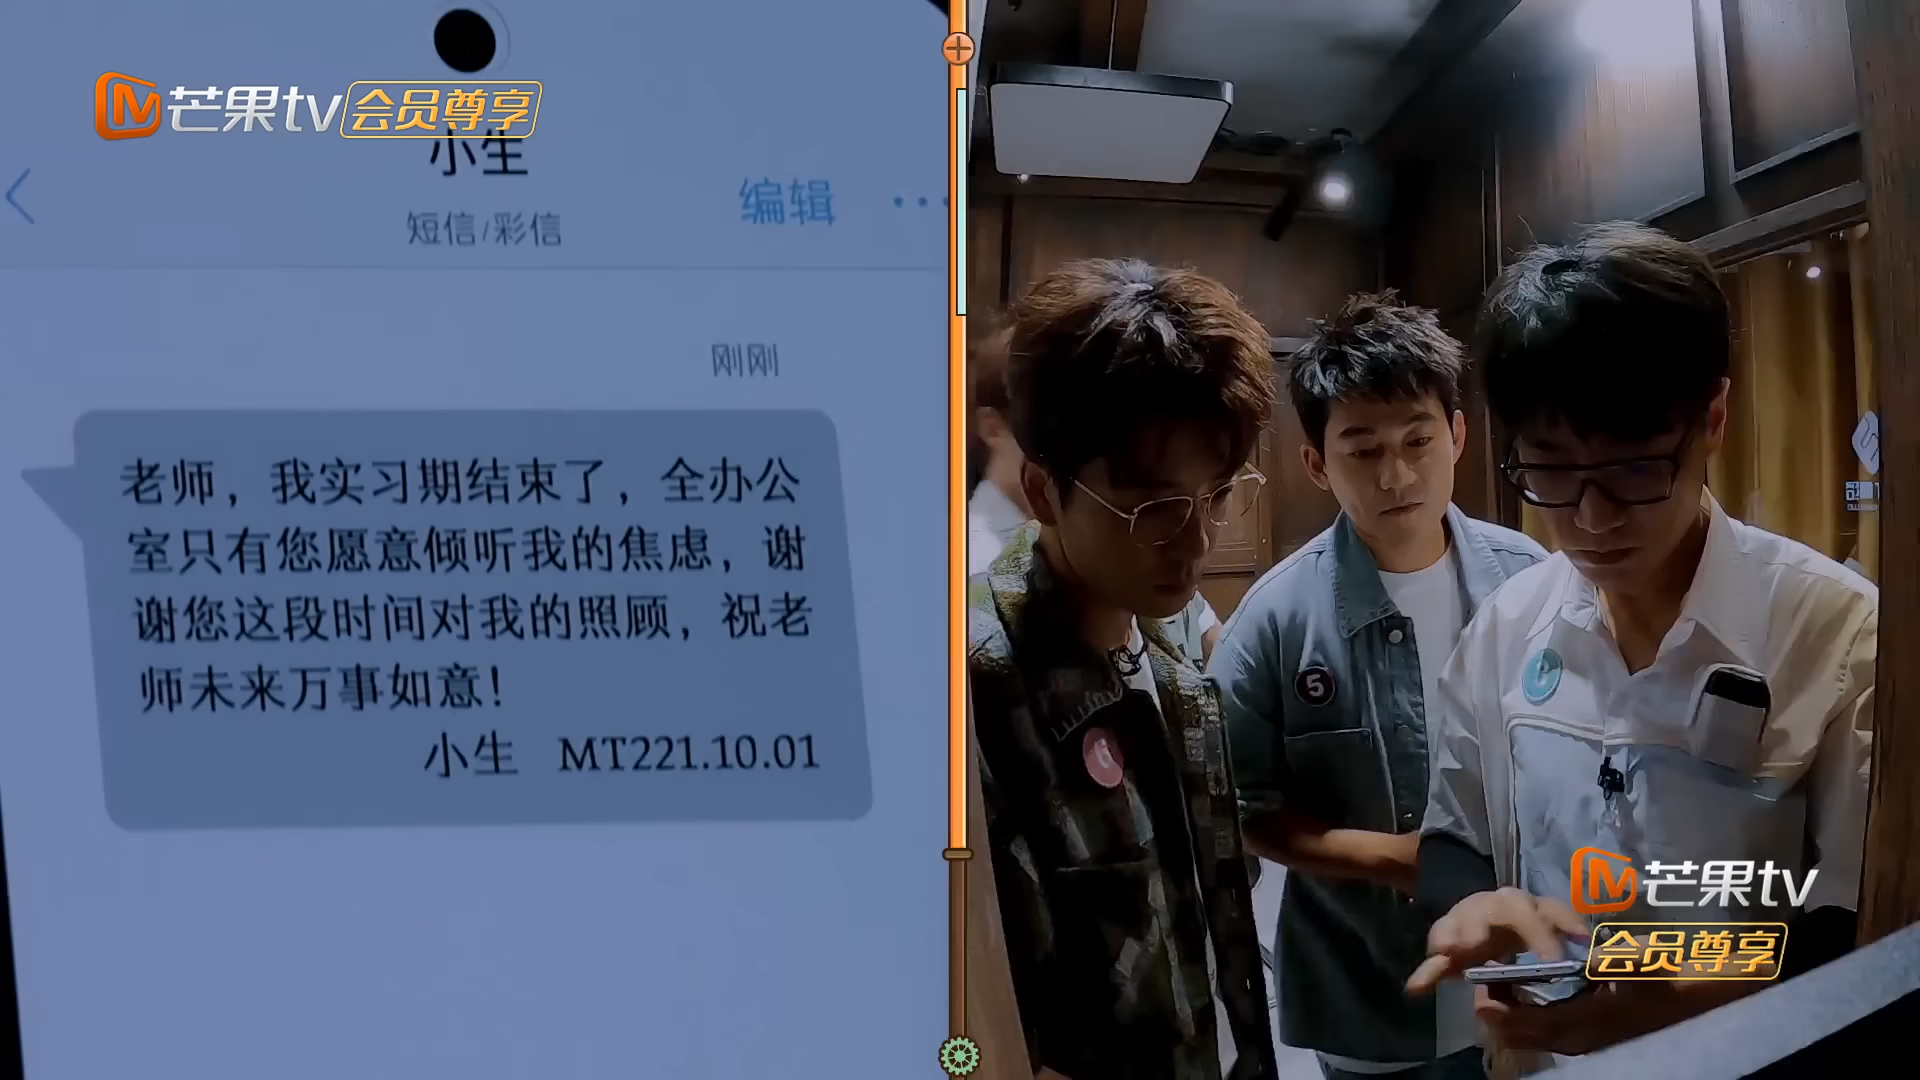 芒果tv
会员尊享
小生
短信/彩信
编辑
刚刚
老师，我实习期结束了，全办公
室只有您愿意倾听我的焦虑，谢
谢您这段时间对我的照顾，祝老
师未来万事如意！
小生 MT221.10.01
5
芒果tv
会员尊享